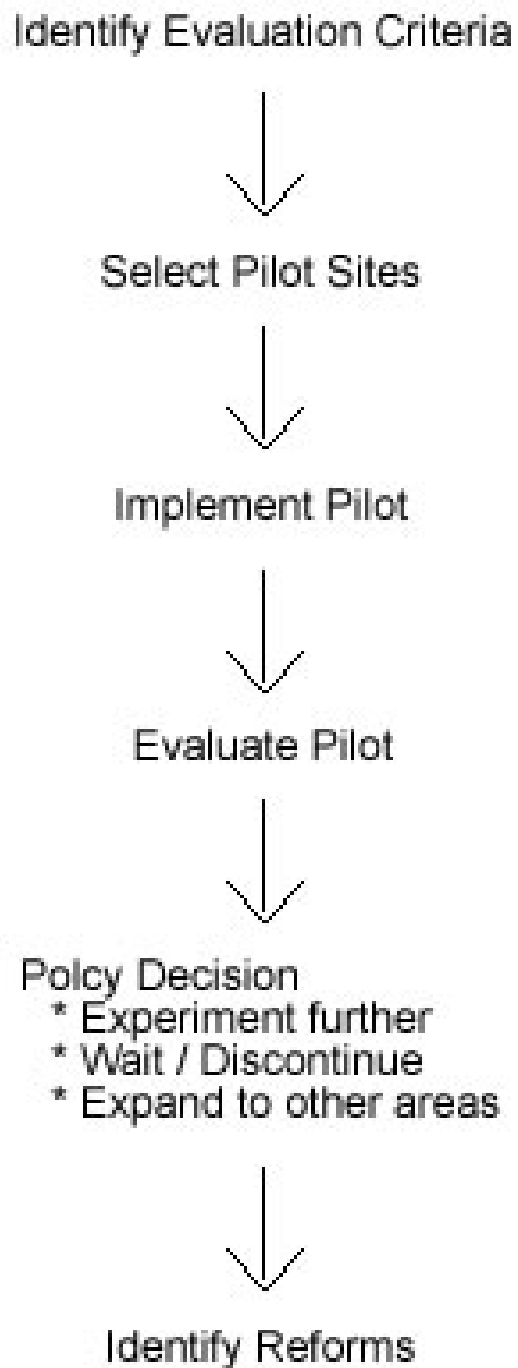 Identify Evaluation Criteria
Select Pilot Sites
Implement Pilot
Evaluate Pilot
Polcy Decision
* Experiment further
* Wait / Discontinue
* Expand to other areas
Identify Reforms